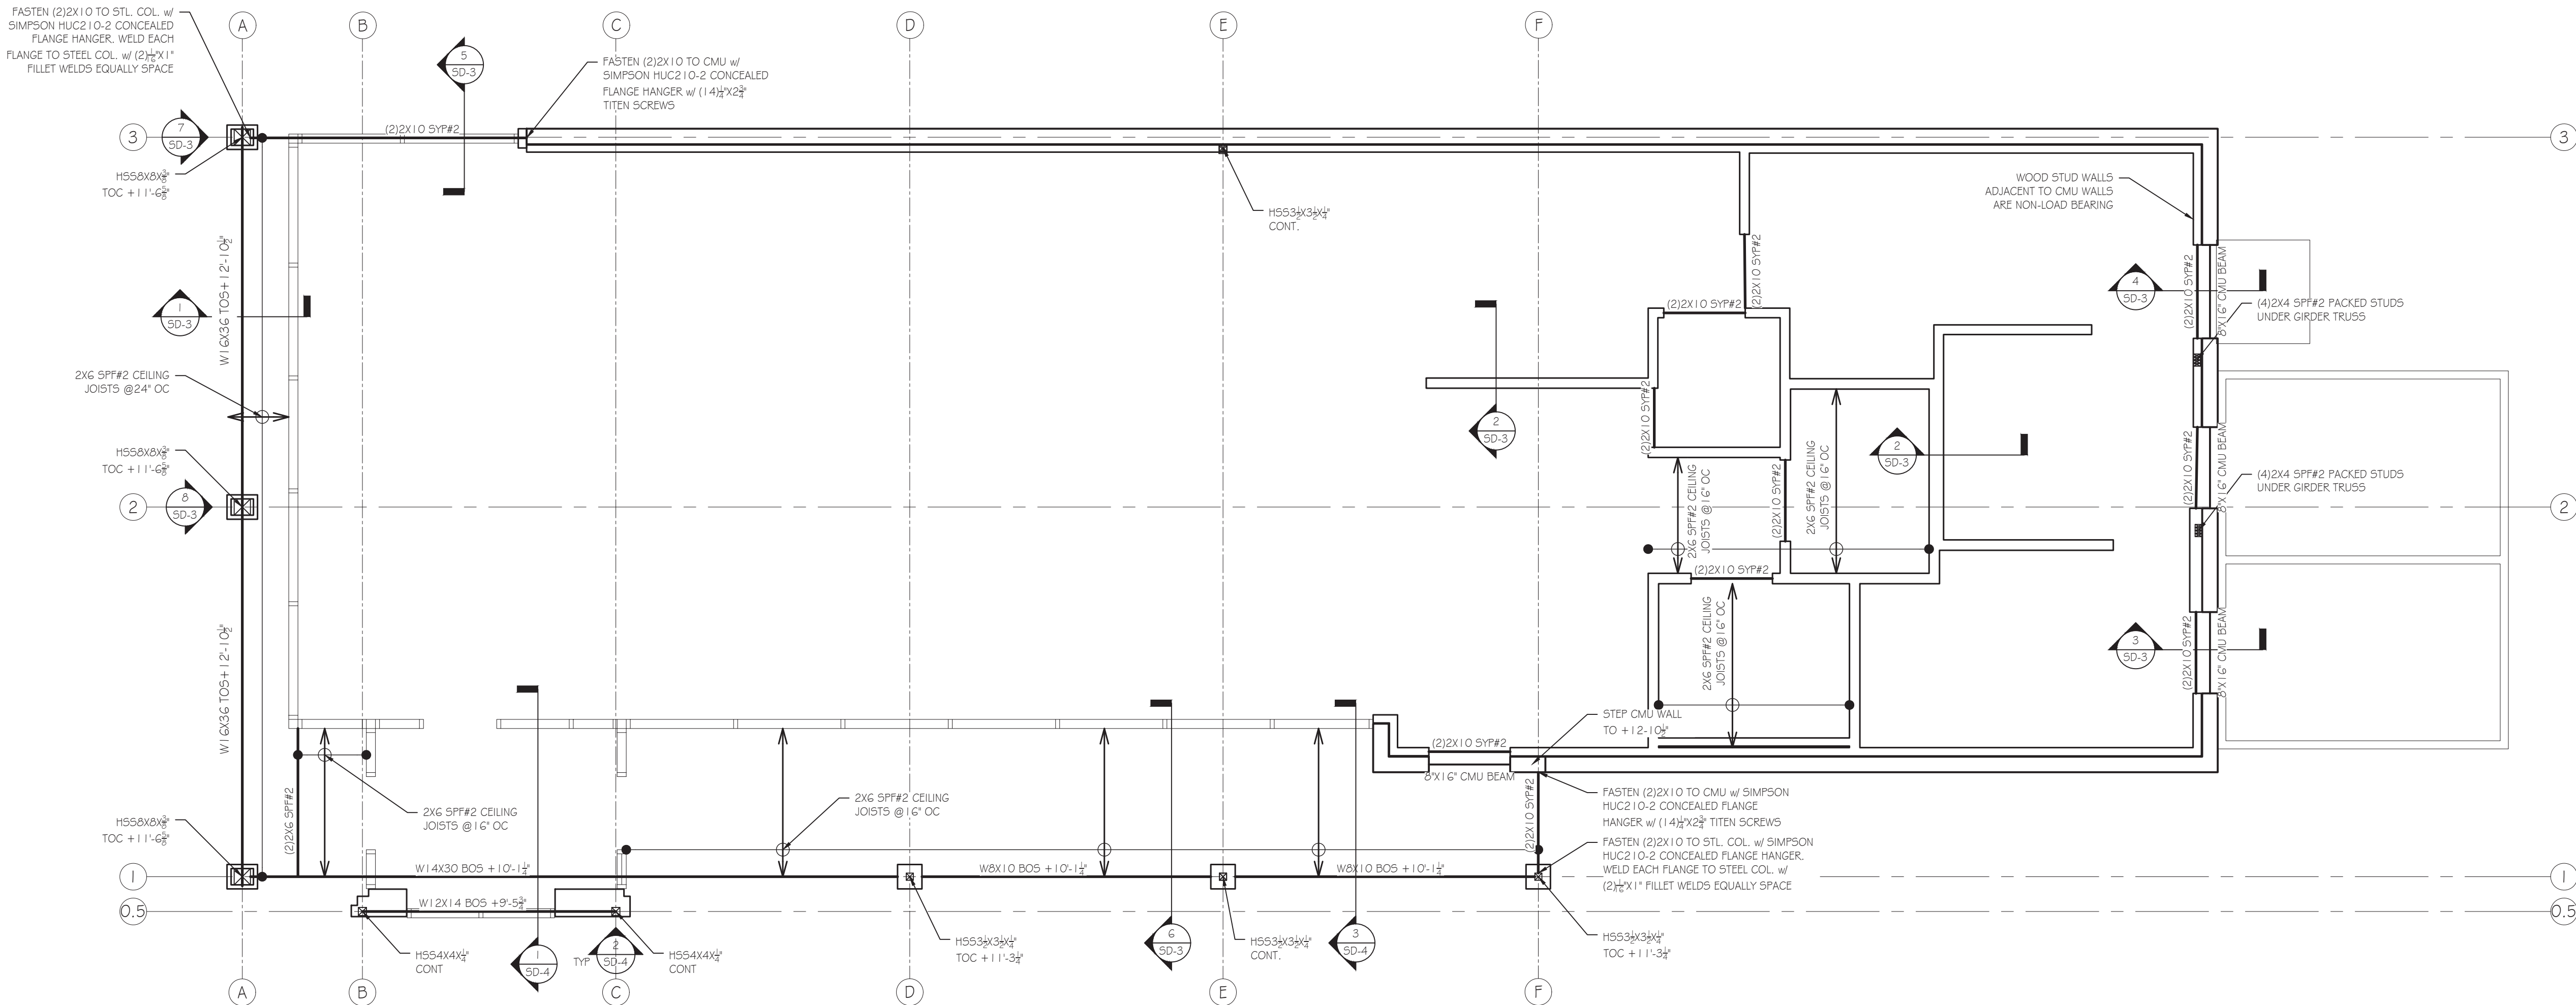 FASTEN (2)2X10 TO STL. COL. w/
SIMPSON HUC210-2 CONCEALED
FLANGE HANGER. WELD EACH
FLANGE TO STEEL COL. w/ (2)1/16"X1"
FILLET WELDS EQUALLY SPACE
A
B
C
D
E
F
5
SD-3
FASTEN (2)2X10 TO CMU w/
SIMPSON HUC210-2 CONCEALED
FLANGE HANGER w/ (14)1/4"X2 3/4"
TITEN SCREWS
3
7
SD-3
(2)2X10 SYP#2
3
HSS8X8X3/8"
TOC +11'-6 5/8"
HSS3 1/2X3 1/2X1/4"
CONT.
WOOD STUD WALLS
ADJACENT TO CMU WALLS
ARE NON-LOAD BEARING
W16X36 TOS+12'-10 1/2"
1
SD-3
(2)2X10 SYP#2
(2)2X10 SYP#2
4
SD-3
(2)2X10 SYP#2
8"X16" CMU BEAM
(4)2X4 SPF#2 PACKED STUDS
UNDER GIRDER TRUSS
2X6 SPF#2 CEILING
JOISTS @24" OC
2
SD-3
(2)2X10 SYP#2
2X6 SPF#2 CEILING
JOISTS @16" OC
2
SD-3
(2)2X10 SYP#2
8"X16" CMU BEAM
(4)2X4 SPF#2 PACKED STUDS
UNDER GIRDER TRUSS
HSS8X8X3/8"
TOC +11'-6 5/8"
2
8
SD-3
2X6 SPF#2 CEILING
JOISTS @16" OC
(2)2X10 SYP#2
2
(2)2X10 SYP#2
2X6 SPF#2 CEILING
JOISTS @16" OC
W16X36 TOS+12'-10 1/2"
3
SD-3
(2)2X10 SYP#2
8"X16" CMU BEAM
STEP CMU WALL
TO +12-10 1/2"
(2)2X10 SYP#2
8"X16" CMU BEAM
HSS8X8X3/8"
TOC +11'-6 5/8"
(2)2X6 SPF#2
2X6 SPF#2 CEILING
JOISTS @16" OC
2X6 SPF#2 CEILING
JOISTS @16" OC
(2)2X10 SYP#2
FASTEN (2)2X10 TO CMU w/ SIMPSON
HUC210-2 CONCEALED FLANGE
HANGER w/ (14)1/4"X2 3/4" TITEN SCREWS
FASTEN (2)2X10 TO STL. COL. w/ SIMPSON
HUC210-2 CONCEALED FLANGE HANGER.
WELD EACH FLANGE TO STEEL COL. w/
(2)1/16"X1" FILLET WELDS EQUALLY SPACE
1
W14X30 BOS +10'-1 1/4"
W8X10 BOS +10'-1 1/4"
W8X10 BOS +10'-1 1/4"
1
0.5
W12X14 BOS +9'-5 3/4"
0.5
HSS4X4X1/4"
CONT
1
SD-4
TYP
2
SD-4
HSS4X4X1/4"
CONT
HSS3 1/2X3 1/2X1/4"
TOC +11'-3 1/4"
6
SD-3
HSS3 1/2X3 1/2X1/4"
CONT.
3
SD-4
HSS3 1/2X3 1/2X1/4"
TOC +11'-3 1/4"
A
B
C
D
E
F